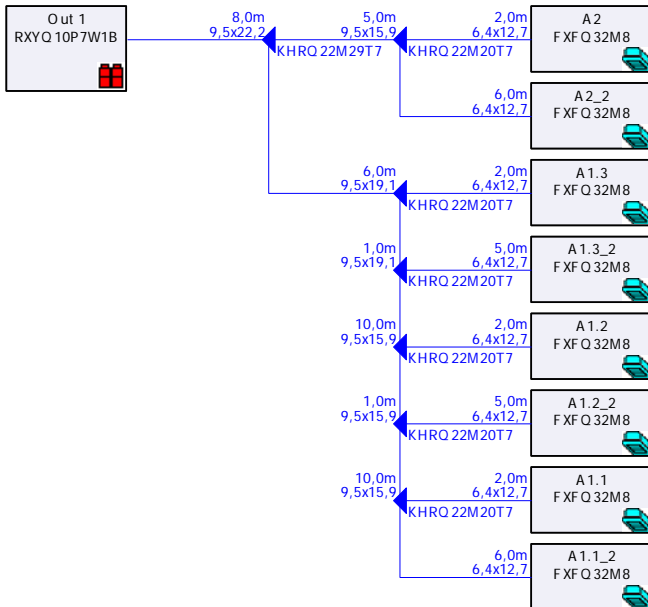 Out 1
RXYQ10P7W1B
8,0m
9,5x22,2
KHRQ22M29T7
5,0m
9,5x15,9
KHRQ22M20T7
2,0m
6,4x12,7
A2
FXFQ32M8
6,0m
6,4x12,7
A2_2
FXFQ32M8
6,0m
9,5x19,1
KHRQ22M20T7
2,0m
6,4x12,7
A1.3
FXFQ32M8
1,0m
9,5x19,1
KHRQ22M20T7
5,0m
6,4x12,7
A1.3_2
FXFQ32M8
10,0m
9,5x15,9
KHRQ22M20T7
2,0m
6,4x12,7
A1.2
FXFQ32M8
1,0m
9,5x15,9
KHRQ22M20T7
5,0m
6,4x12,7
A1.2_2
FXFQ32M8
10,0m
9,5x15,9
KHRQ22M20T7
2,0m
6,4x12,7
A1.1
FXFQ32M8
6,0m
6,4x12,7
A1.1_2
FXFQ32M8